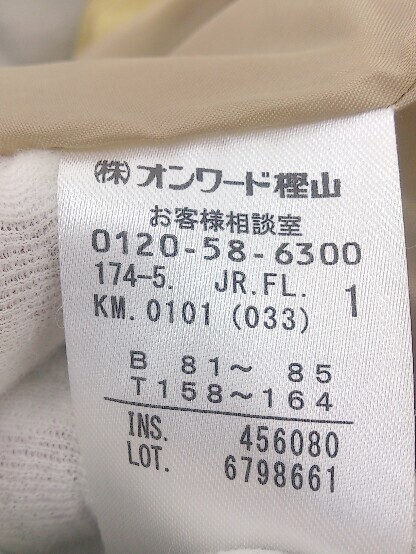 (株)オンワード樫山
お客様相談室
0120-58-6300
174-5. JR.FL. 1
KM.0101(033)
B 81～ 85
T158～164
INS. 456080
LOT. 6798661